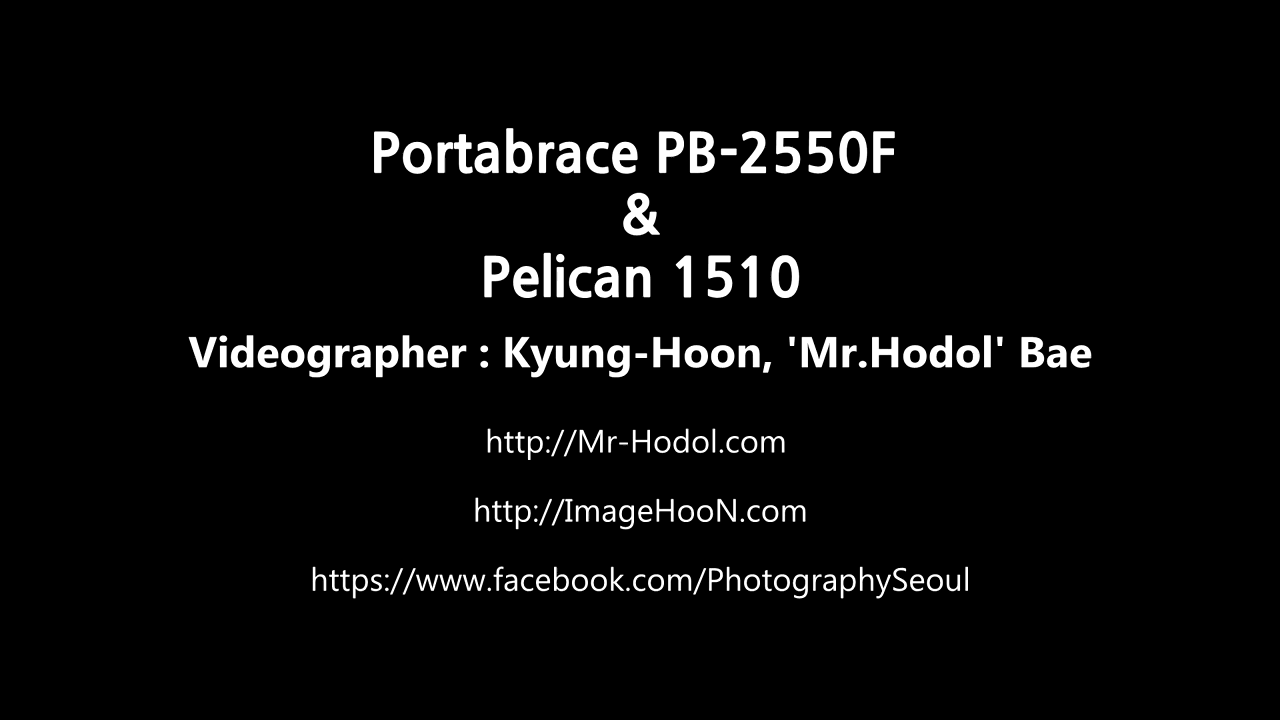 Portabrace PB-2550F
&
Pelican 1510
Videographer : Kyung-Hoon, 'Mr.Hodol' Bae
http://Mr-Hodol.com
http://ImageHooN.com
https://www.facebook.com/PhotographySeoul